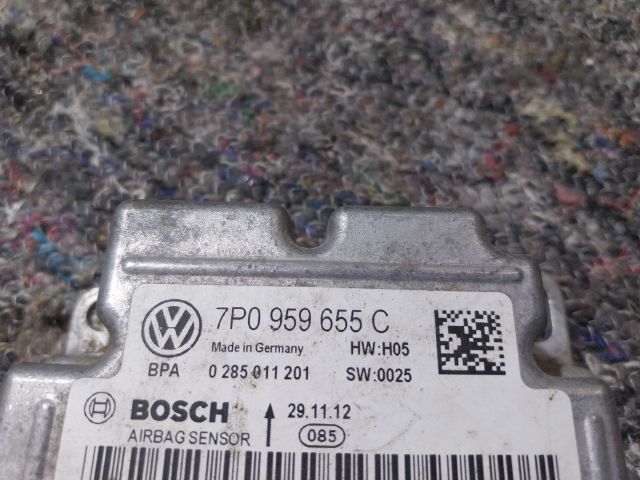 7P0 959 655 C
Made in Germany HW:H05
BPA 0 285 011 201 SW:0025
BOSCH 29.11.12
AIRBAG SENSOR 085